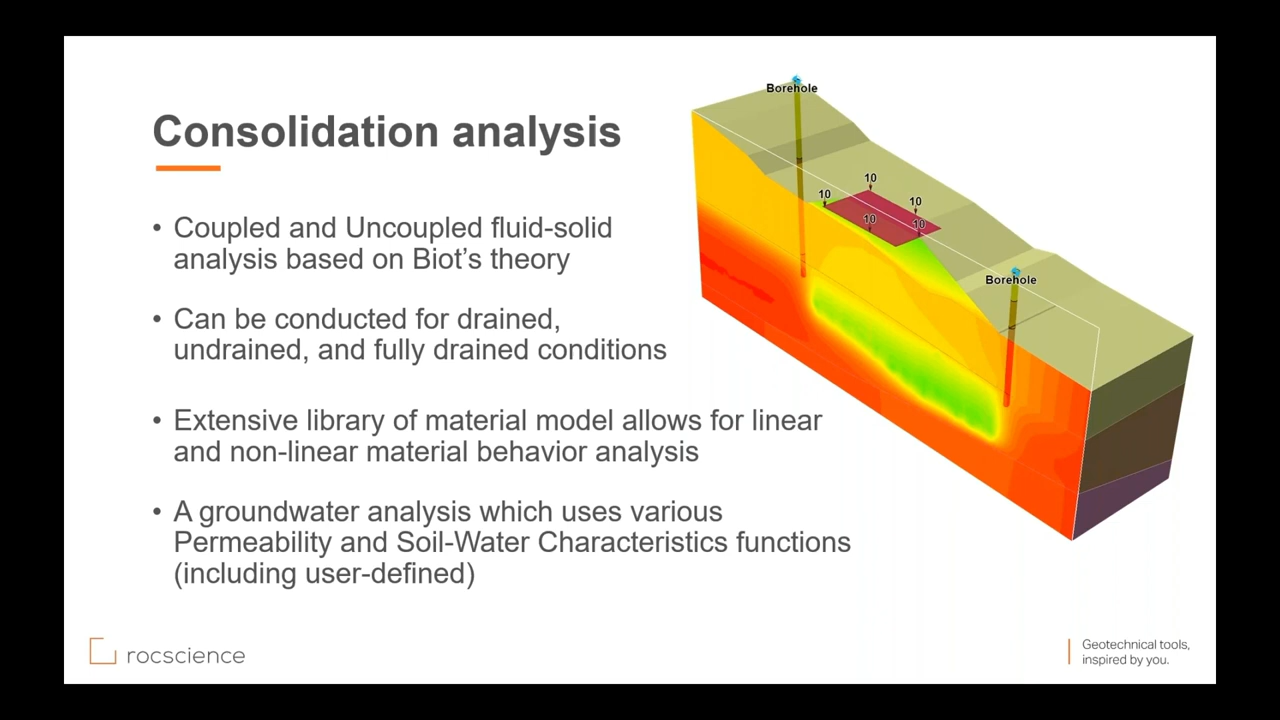 Consolidation analysis
• Coupled and Uncoupled fluid-solid
analysis based on Biot’s theory
• Can be conducted for drained,
undrained, and fully drained conditions
• Extensive library of material model allows for linear
and non-linear material behavior analysis
• A groundwater analysis which uses various
Permeability and Soil-Water Characteristics functions
(including user-defined)
Borehole
10
10
10
10
10
Borehole
rocscience
Geotechnical tools,
inspired by you.